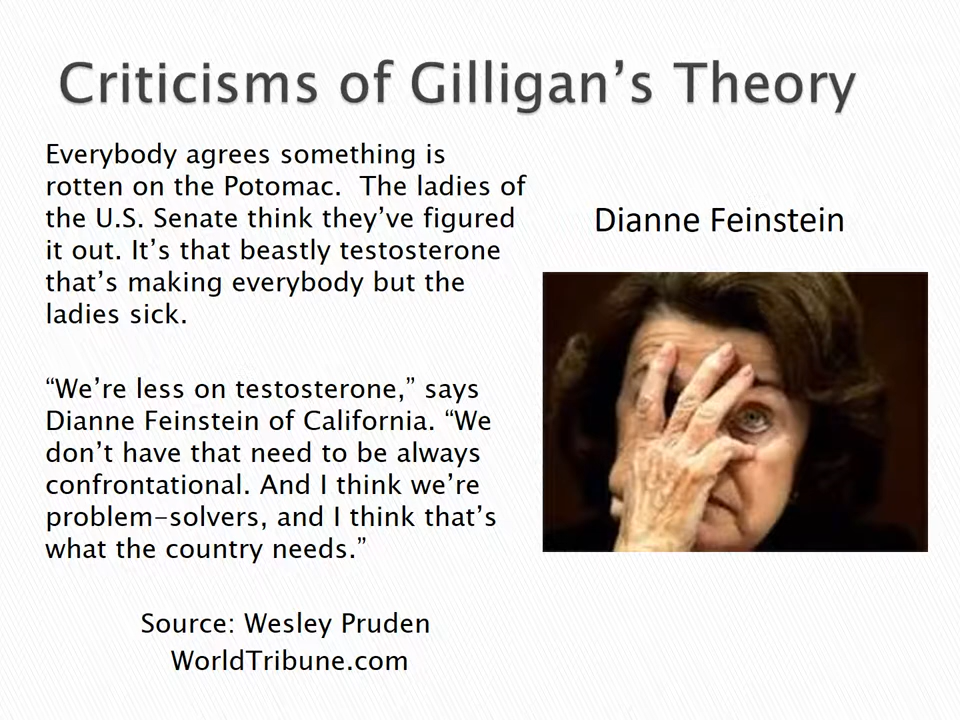 Criticisms of Gilligan’s Theory
Everybody agrees something is
rotten on the Potomac.  The ladies of
the U.S. Senate think they’ve figured
it out. It’s that beastly testosterone
that’s making everybody but the
ladies sick.
“We’re less on testosterone,” says
Dianne Feinstein of California. “We
don’t have that need to be always
confrontational. And I think we’re
problem-solvers, and I think that’s
what the country needs.”
Source: Wesley Pruden
WorldTribune.com
Dianne Feinstein